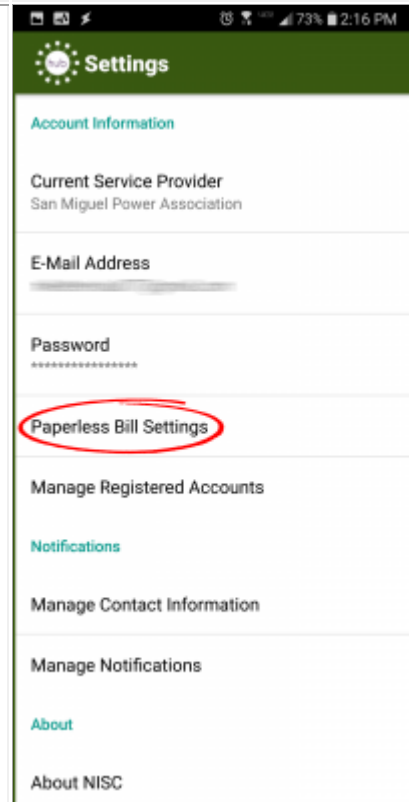 73% 2:16 PM
hub
Settings
Account Information
Current Service Provider
San Miguel Power Association
E-Mail Address
Password
****************
Paperless Bill Settings
Manage Registered Accounts
Notifications
Manage Contact Information
Manage Notifications
About
About NISC